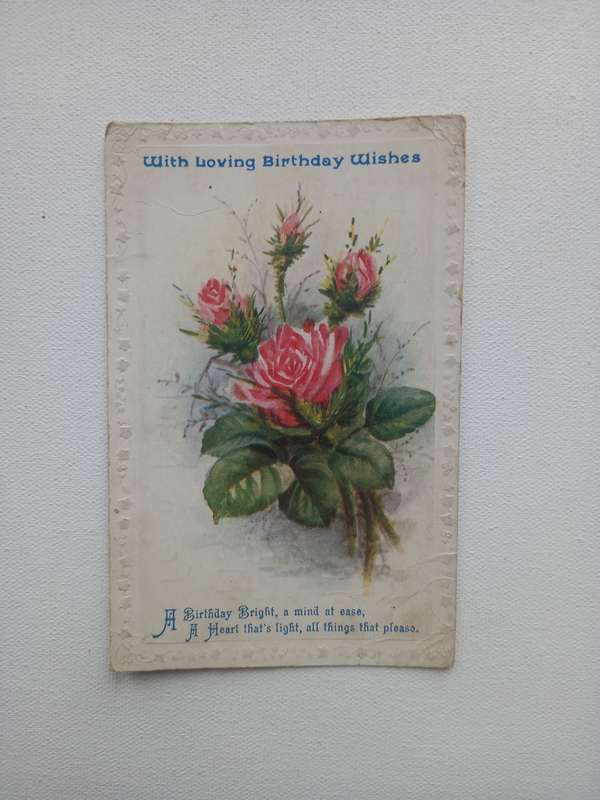 With Loving Birthday Wishes
A Birthday Bright, a mind at ease,
A Heart that's light, all things that please.